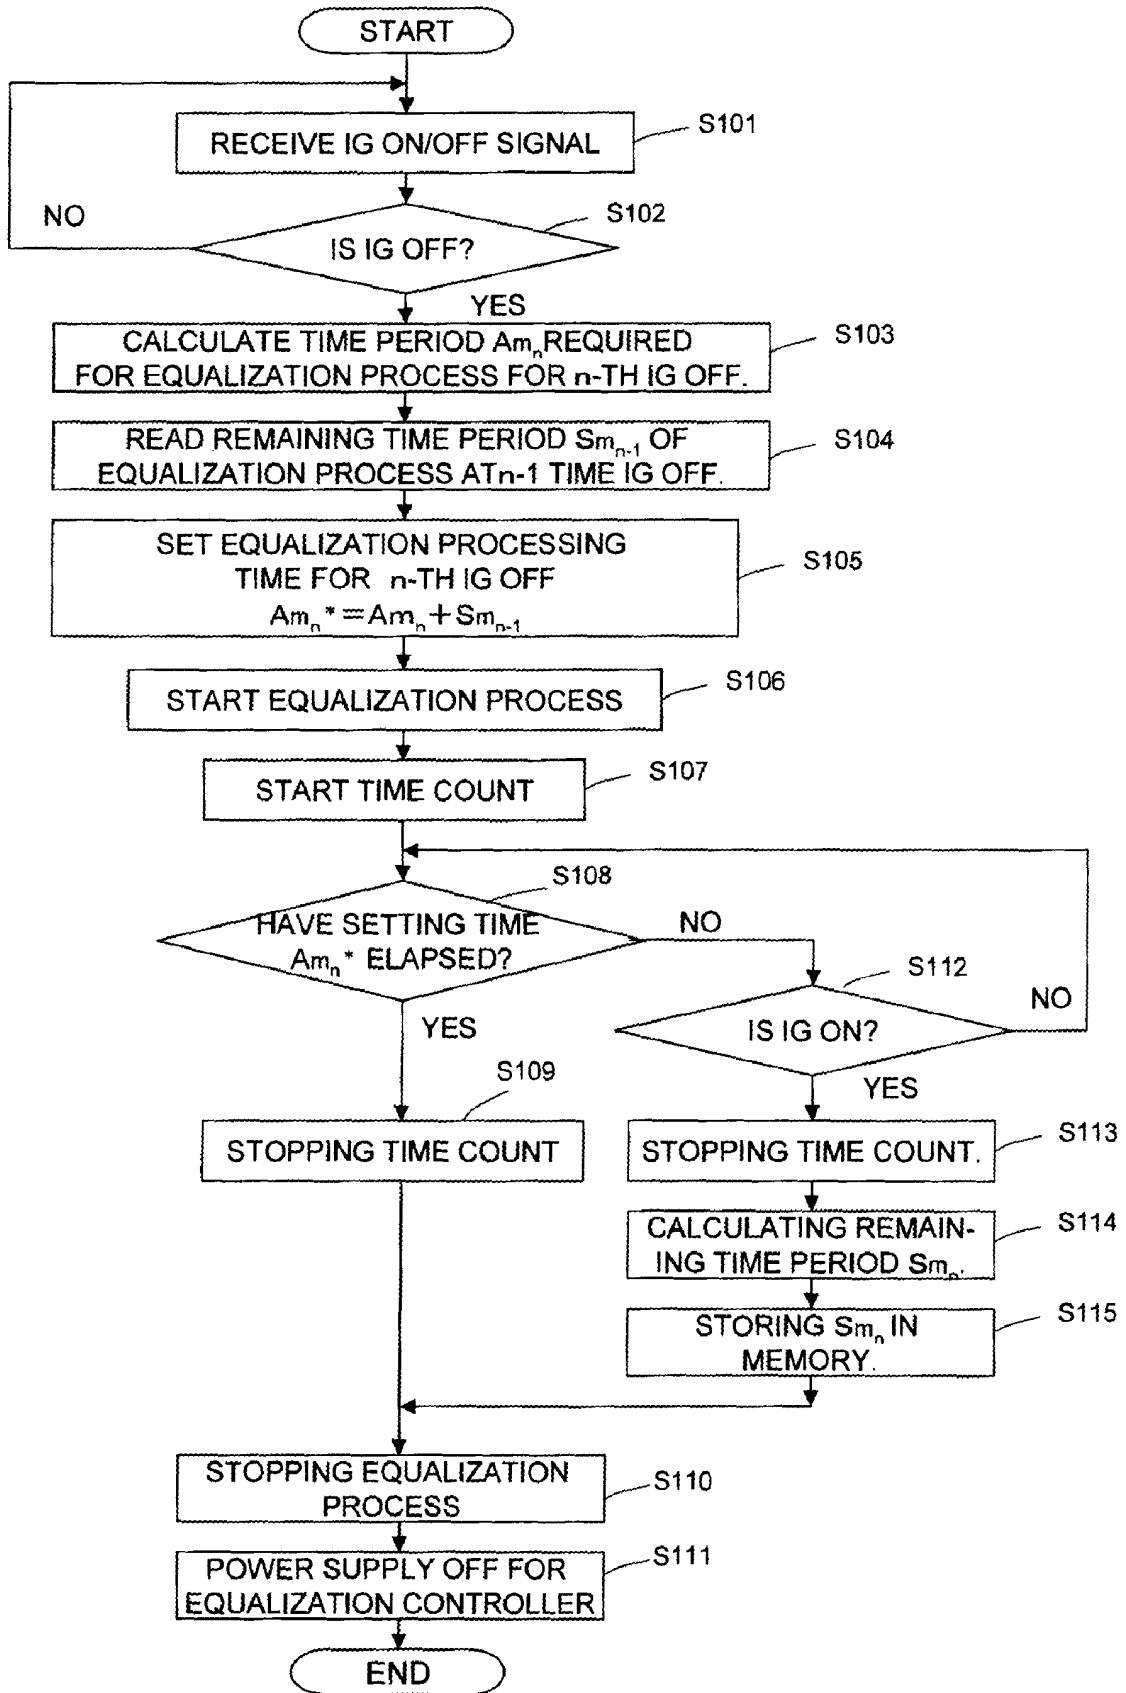 START
RECEIVE IG ON/OFF SIGNAL
S101
NO
IS IG OFF?
S102
YES
CALCULATE TIME PERIOD Amₙ REQUIRED
FOR EQUALIZATION PROCESS FOR n-TH IG OFF.
S103
READ REMAINING TIME PERIOD Smₙ₋₁ OF
EQUALIZATION PROCESS ATn-1 TIME IG OFF.
S104
SET EQUALIZATION PROCESSING
TIME FOR n-TH IG OFF
Amₙ* = Amₙ + Smₙ₋₁
S105
START EQUALIZATION PROCESS
S106
START TIME COUNT
S107
HAVE SETTING TIME
Amₙ* ELAPSED?
S108
NO
YES
IS IG ON?
S112
NO
YES
STOPPING TIME COUNT
S109
STOPPING TIME COUNT.
S113
CALCULATING REMAIN-
ING TIME PERIOD Smₙ.
S114
STORING Smₙ IN
MEMORY.
S115
STOPPING EQUALIZATION
PROCESS
S110
POWER SUPPLY OFF FOR
EQUALIZATION CONTROLLER
S111
END